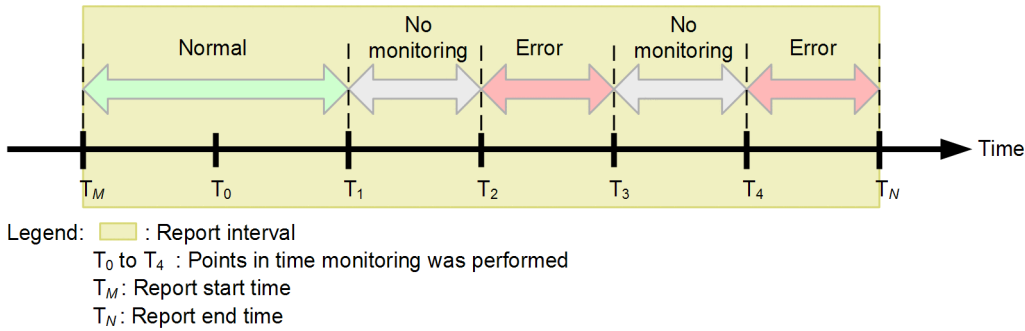 Normal
No monitoring
Error
No monitoring
Error
Time
TM T0 T1 T2 T3 T4 TN
Legend: : Report interval
T0 to T4 : Points in time monitoring was performed
TM : Report start time
TN : Report end time